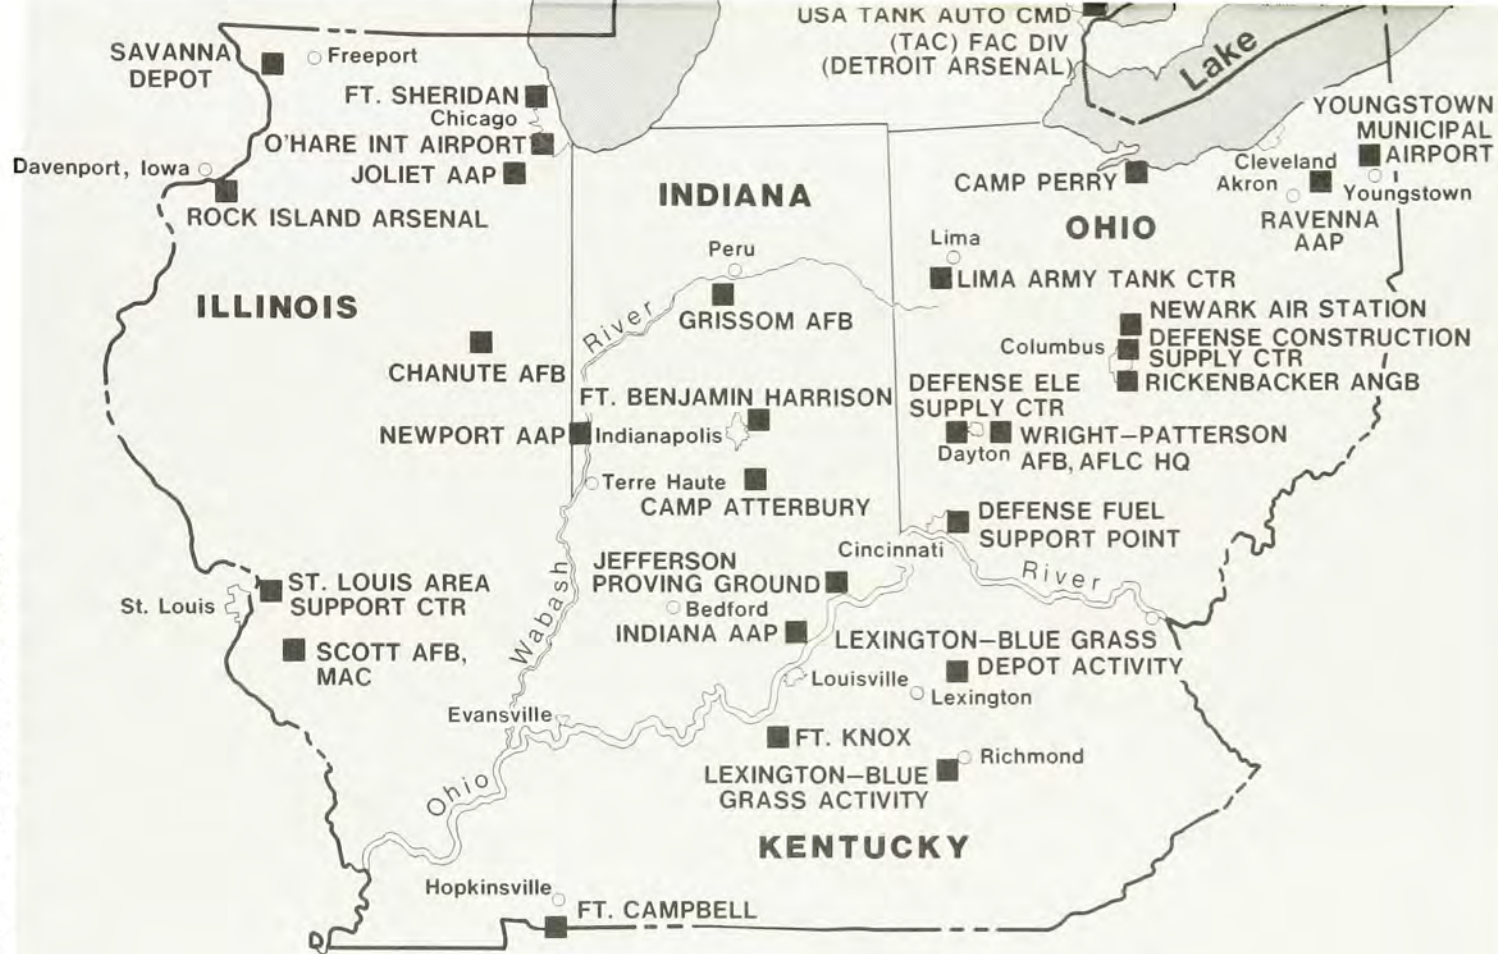 USA TANK AUTO CMD
(TAC) FAC DIV
(DETROIT ARSENAL)
Lake
SAVANNA
DEPOT
Freeport
FT. SHERIDAN
Chicago
O'HARE INT AIRPORT
JOLIET AAP
Davenport, Iowa
ROCK ISLAND ARSENAL
YOUNGSTOWN
MUNICIPAL
AIRPORT
Cleveland
Akron
Youngstown
RAVENNA
AAP
CAMP PERRY
INDIANA
OHIO
Lima
LIMA ARMY TANK CTR
Peru
GRISSOM AFB
River
ILLINOIS
CHANUTE AFB
NEWARK AIR STATION
Columbus
DEFENSE CONSTRUCTION
SUPPLY CTR
RICKENBACKER ANGB
DEFENSE ELE
SUPPLY CTR
FT. BENJAMIN HARRISON
NEWPORT AAP
Indianapolis
Dayton
WRIGHT–PATTERSON
AFB, AFLC HQ
Terre Haute
CAMP ATTERBURY
DEFENSE FUEL
SUPPORT POINT
Cincinnati
River
JEFFERSON
PROVING GROUND
Bedford
INDIANA AAP
Wabash
ST. LOUIS AREA
SUPPORT CTR
St. Louis
SCOTT AFB,
MAC
LEXINGTON–BLUE GRASS
DEPOT ACTIVITY
Louisville
Lexington
Evansville
FT. KNOX
Richmond
LEXINGTON–BLUE
GRASS ACTIVITY
Ohio
KENTUCKY
Hopkinsville
FT. CAMPBELL